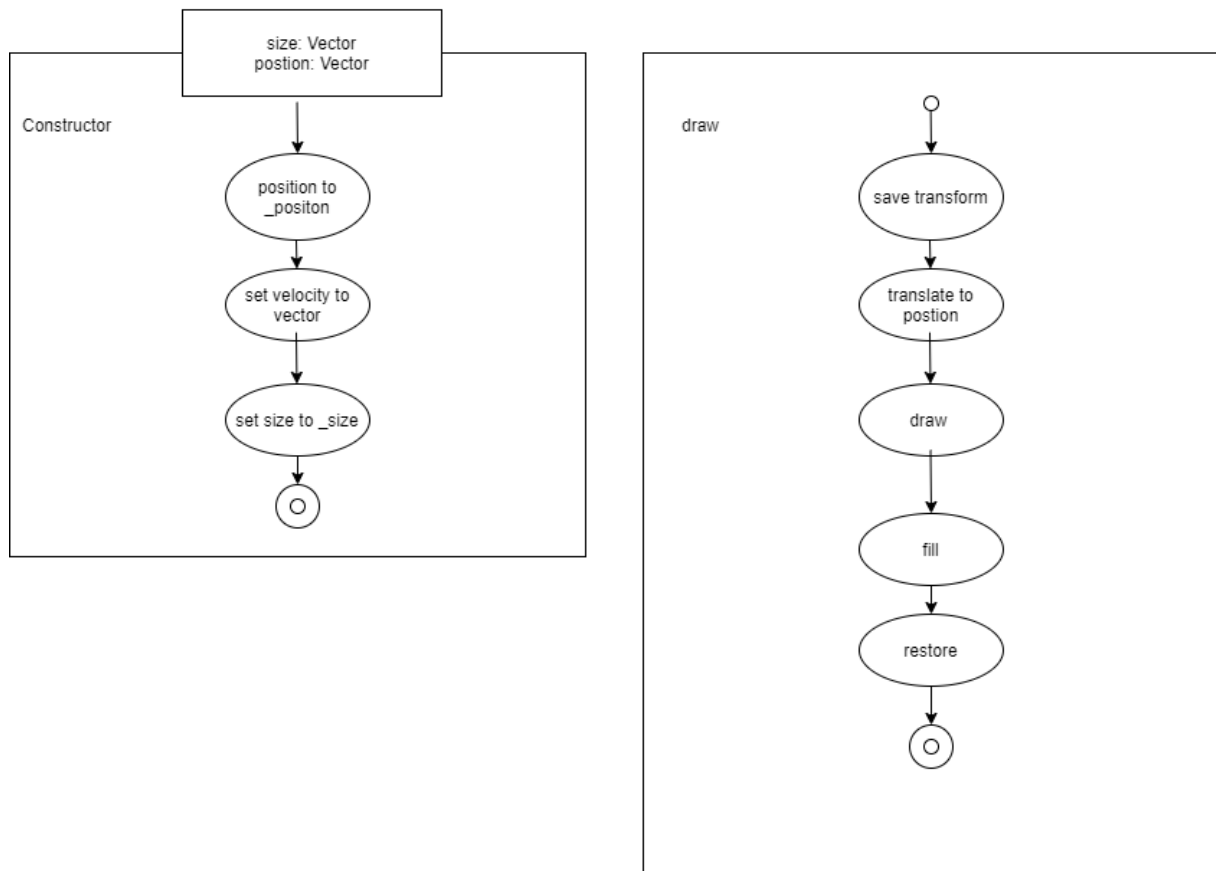 size: Vector
postion: Vector
Constructor
position to
_positon
set velocity to
vector
set size to _size
draw
save transform
translate to
postion
draw
fill
restore